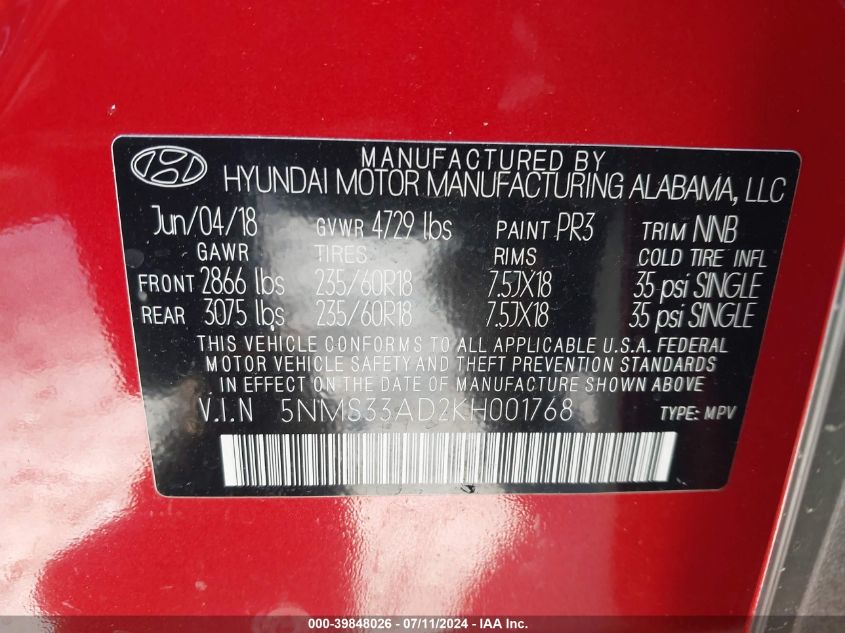 MANUFACTURED BY
HYUNDAI MOTOR MANUFACTURING ALABAMA, LLC
Jun/04/18 GVWR 4729 lbs PAINT PR3 TRIM NNB
GAWR TIRES RIMS COLD TIRE INFL
FRONT 2866 lbs 235/60R18 7.5JX18 35 psi SINGLE
REAR 3075 lbs 235/60R18 7.5JX18 35 psi SINGLE
THIS VEHICLE CONFORMS TO ALL APPLICABLE U.S.A. FEDERAL
MOTOR VEHICLE SAFETY AND THEFT PREVENTION STANDARDS
IN EFFECT ON THE DATE OF MANUFACTURE SHOWN ABOVE
V.I.N 5NMS33AD2KH001768 TYPE: MPV
000-39848026 - 07/11/2024 - IAA Inc.